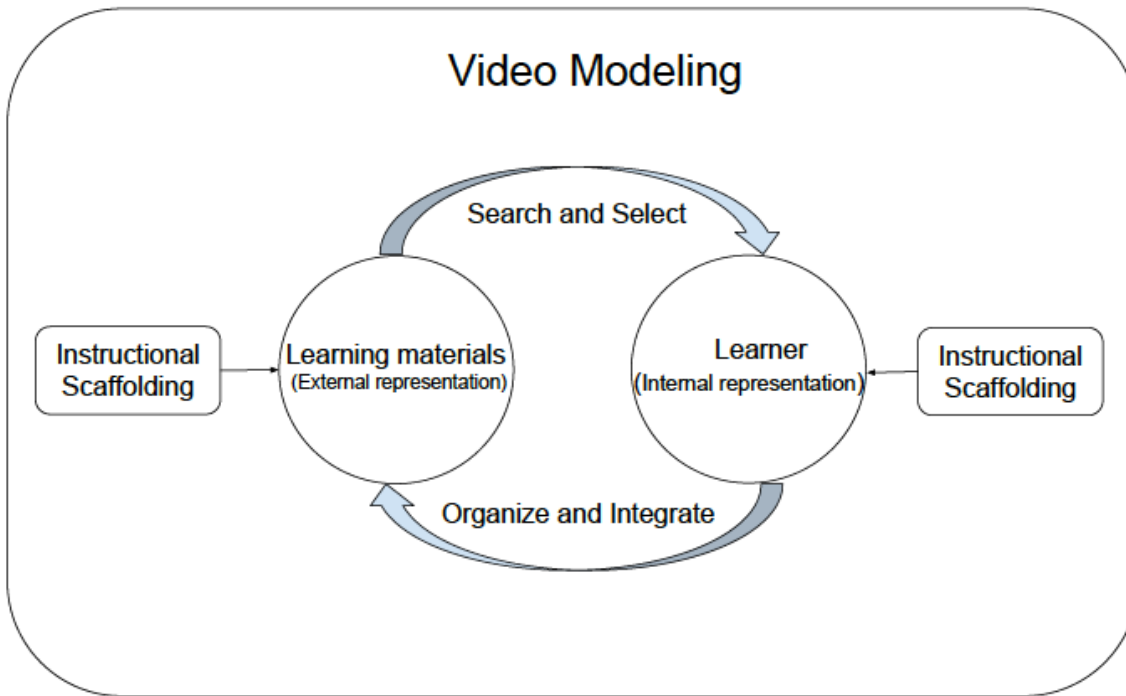 Video Modeling
Search and Select
Instructional
Scaffolding
Learning materials
(External representation)
Learner
(Internal representation)
Instructional
Scaffolding
Organize and Integrate